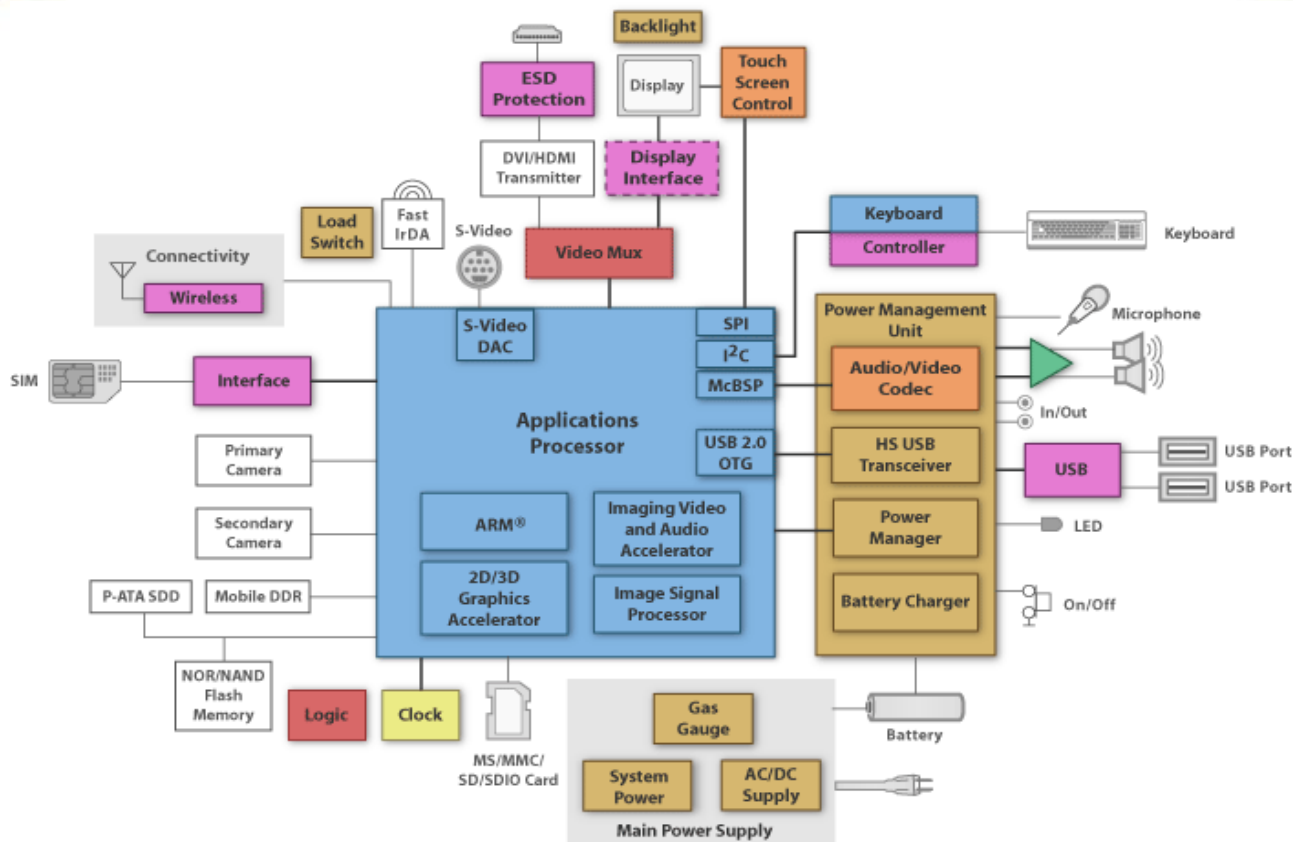 Backlight
ESD
Protection
Display
Touch
Screen
Control
DVI/HDMI
Transmitter
Display
Interface
Load
Switch
Fast
IrDA
S-Video
Video Mux
Keyboard
Controller
Keyboard
Connectivity
Wireless
S-Video
DAC
SPI
I2C
McBSP
Power Management
Unit
Microphone
Audio/Video
Codec
SIM
Interface
In/Out
Applications
Processor
USB 2.0
OTG
HS USB
Transceiver
USB
USB Port
USB Port
Primary
Camera
Secondary
Camera
ARM®
Imaging Video
and Audio
Accelerator
Power
Manager
LED
P-ATA SDD
Mobile DDR
2D/3D
Graphics
Accelerator
Image Signal
Processor
Battery Charger
On/Off
NOR/NAND
Flash
Memory
Logic
Clock
MS/MMC/
SD/SDIO Card
Gas
Gauge
Battery
System
Power
AC/DC
Supply
Main Power Supply